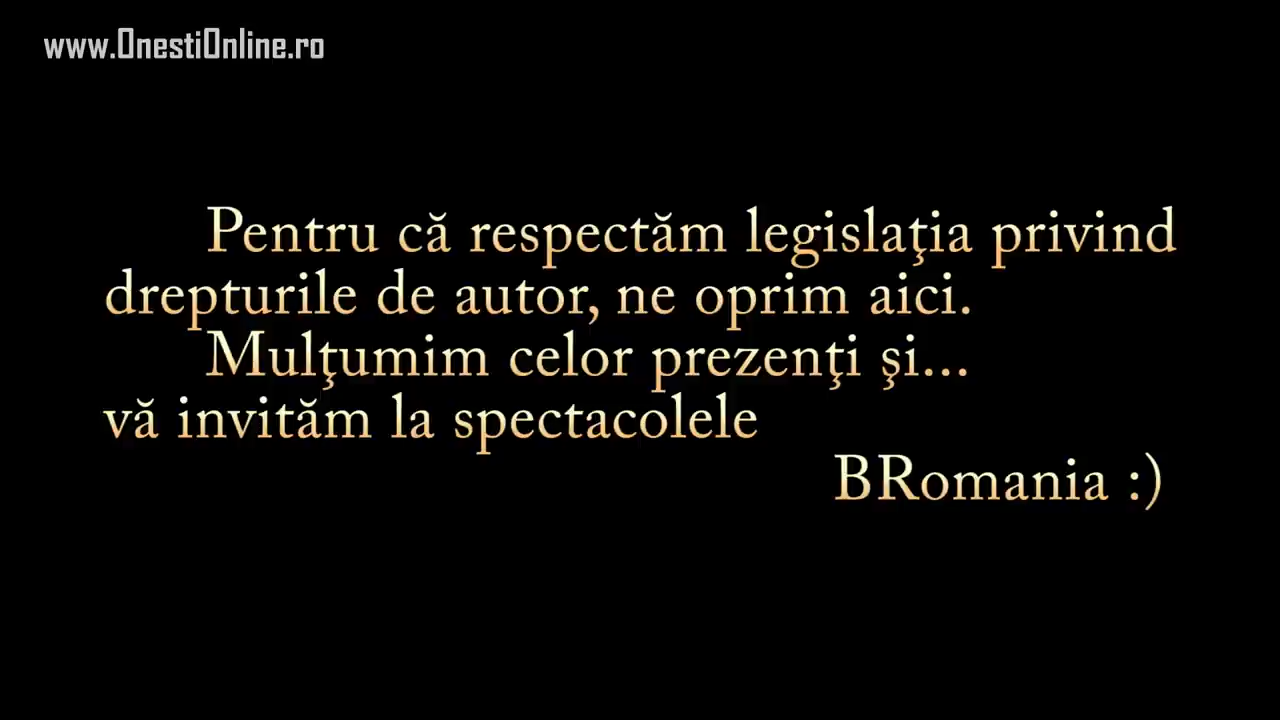 www.OnestiOnline.ro
Pentru că respectăm legislaţia privind
drepturile de autor, ne oprim aici.
Mulţumim celor prezenţi şi...
vă invităm la spectacolele
BRomania :)